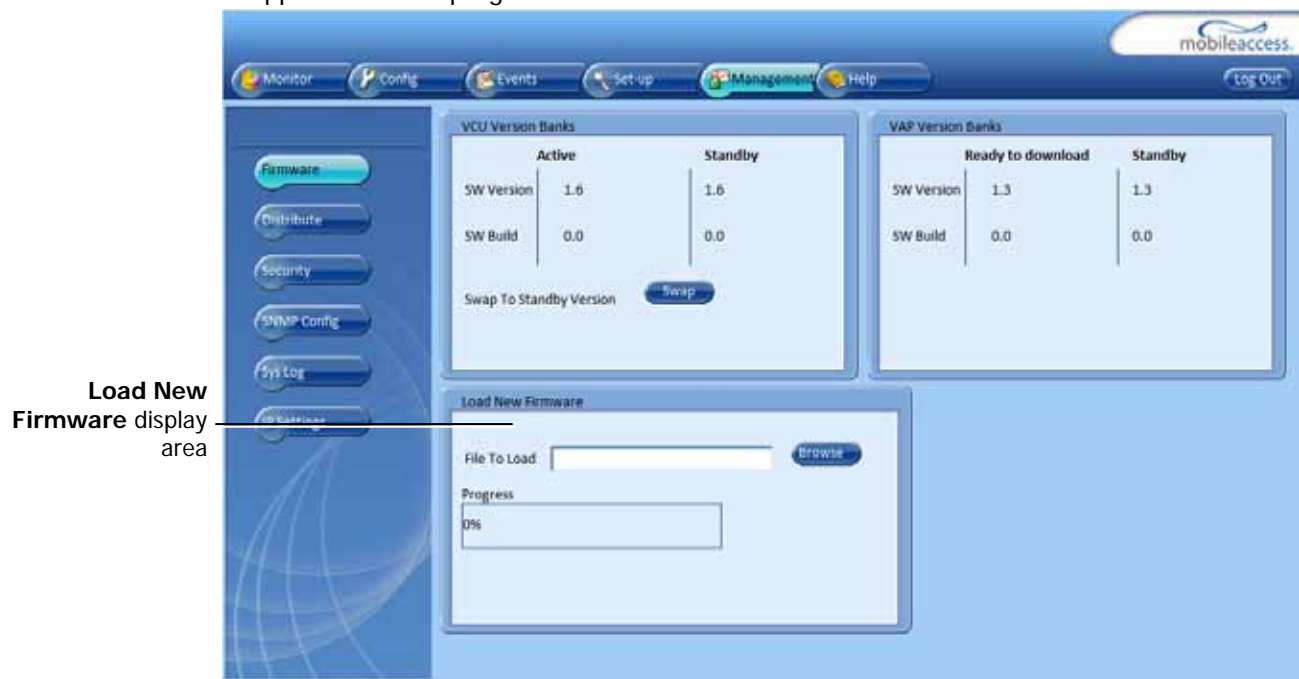 mobileaccess.
Monitor Config Events Set-up Management Help Log Out
Firmware
Distribute
Security
SNMP Config
Sys Log
IP Settings
VCU Version Banks
Active Standby
SW Version 1.6 1.6
SW Build 0.0 0.0
Swap To Standby Version Swap
VAP Version Banks
Ready to download Standby
SW Version 1.3 1.3
SW Build 0.0 0.0
Load New Firmware
File To Load Browse
Progress
0%
Load New
Firmware display
area